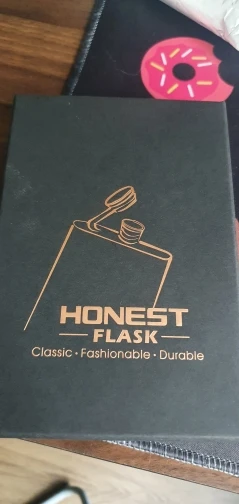 HONEST
FLASK
Classic • Fashionable • Durable